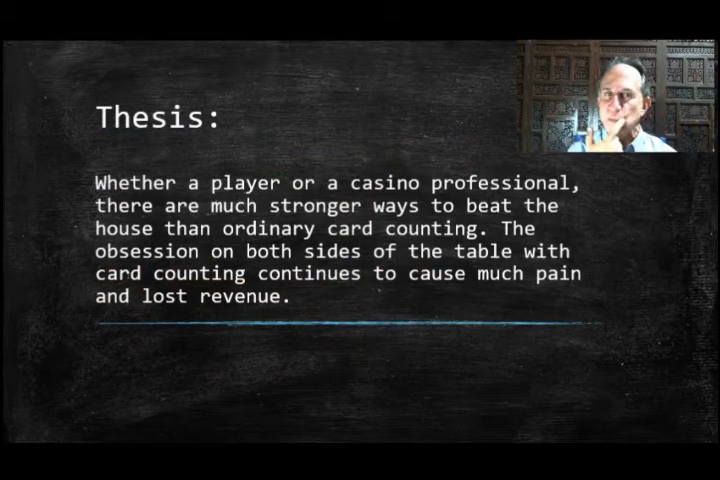 Thesis:
Whether a player or a casino professional,
there are much stronger ways to beat the
house than ordinary card counting. The
obsession on both sides of the table with
card counting continues to cause much pain
and lost revenue.